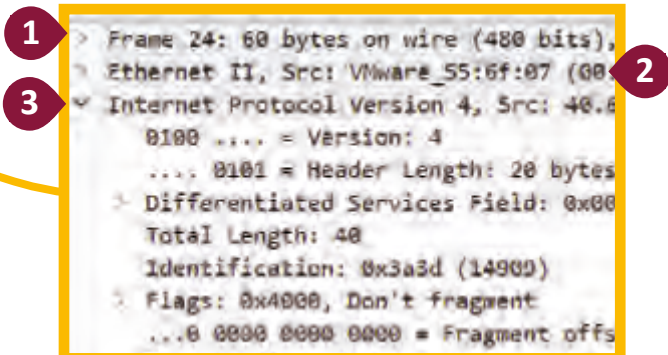 1 > Frame 24: 60 bytes on wire (480 bits),
> Ethernet II, Src: VMware_55:6f:07 (00 2
3 Internet Protocol Version 4, Src: 40.6
0100 .... = Version: 4
.... 0101 = Header Length: 20 bytes
> Differentiated Services Field: 0x00
Total Length: 40
Identification: 0x3a3d
> Flags: 0x4000, Don't fragment
...0 0000 0000 0000 = Fragment offs